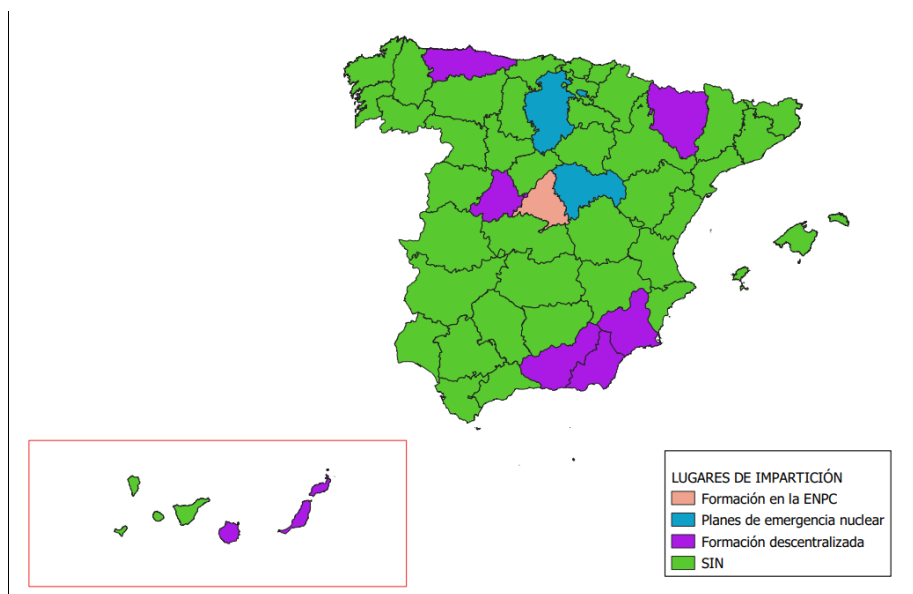 LUGARES DE IMPARTICIÓN
Formación en la ENPC
Planes de emergencia nuclear
Formación descentralizada
SIN